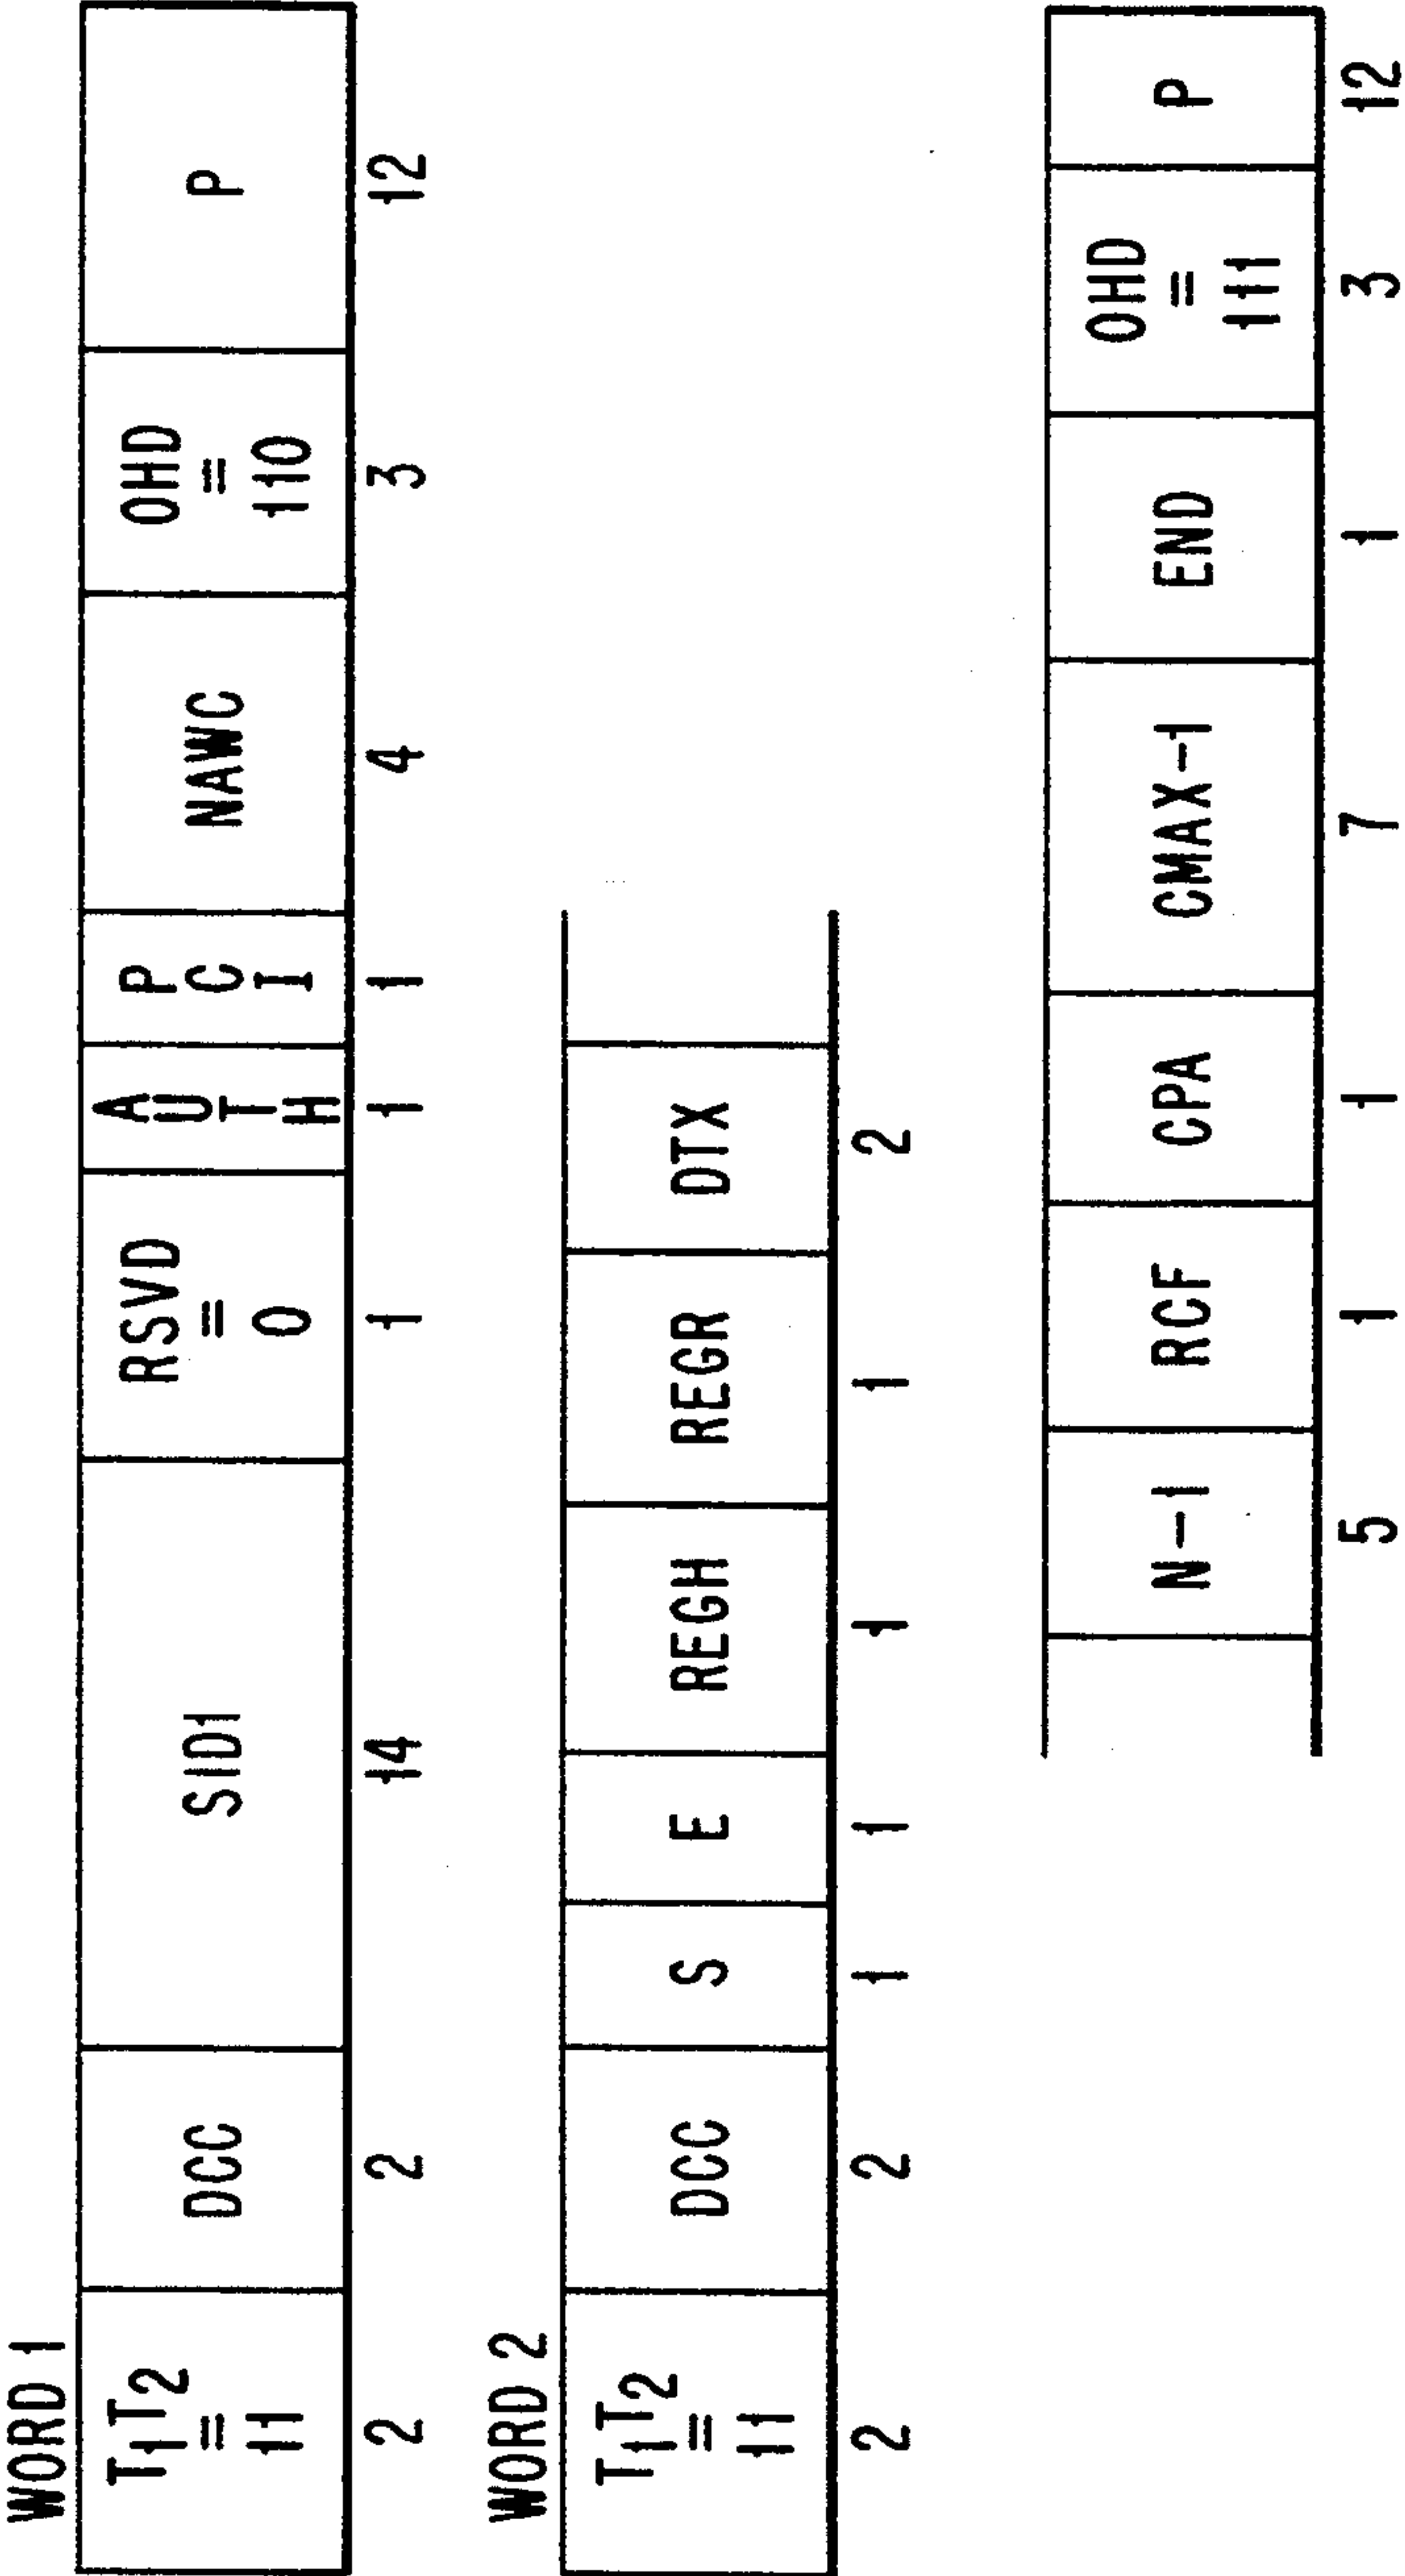 WORD 1
T1T2 = 11
DCC
SID1
RSVD = 0
AUTH
PCI
NAWC
OHD = 110
P
2 2 14 1 1 1 4 3 12
WORD 2
T1T2 = 11
DCC
S
E
REGH
REGR
DTX
2 2 1 1 1 1 2
N-1
RCF
CPA
CMAX-1
END
OHD = 111
P
5 1 1 7 1 3 12